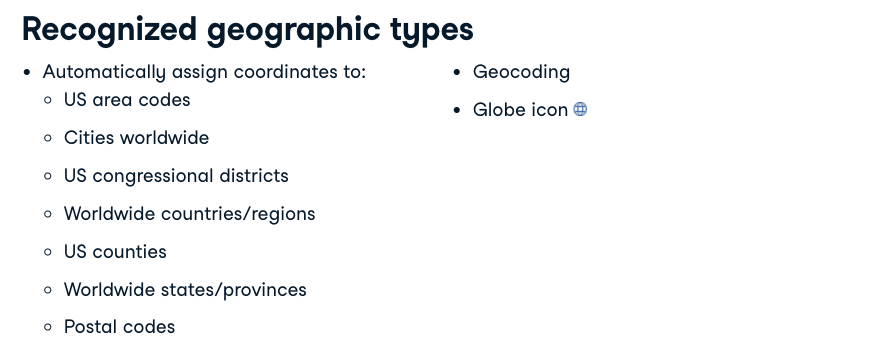 Recognized geographic types
• Automatically assign coordinates to:
◦ US area codes
◦ Cities worldwide
◦ US congressional districts
◦ Worldwide countries/regions
◦ US counties
◦ Worldwide states/provinces
◦ Postal codes
• Geocoding
• Globe icon